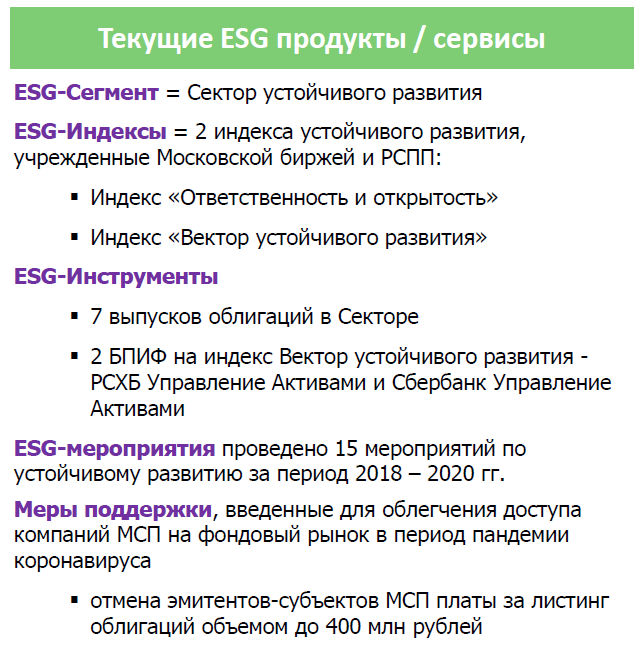 Текущие ESG продукты / сервисы
ESG-Сегмент = Сектор устойчивого развития
ESG-Индексы = 2 индекса устойчивого развития,
учрежденные Московской биржей и РСПП:
▪ Индекс «Ответственность и открытость»
▪ Индекс «Вектор устойчивого развития»
ESG-Инструменты
▪ 7 выпусков облигаций в Секторе
▪ 2 БПИФ на индекс Вектор устойчивого развития -
РСХБ Управление Активами и Сбербанк Управление
Активами
ESG-мероприятия проведено 15 мероприятий по
устойчивому развитию за период 2018 – 2020 гг.
Меры поддержки, введенные для облегчения доступа
компаний МСП на фондовый рынок в период пандемии
коронавируса
▪ отмена эмитентов-субъектов МСП платы за листинг
облигаций объемом до 400 млн рублей